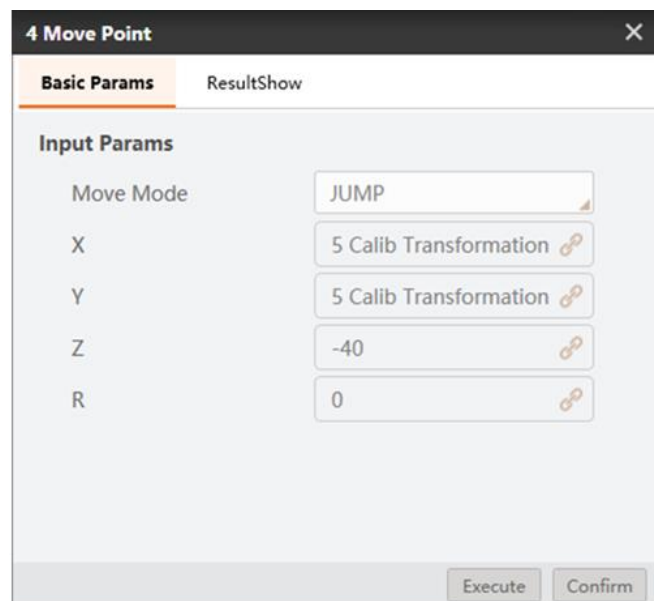 4 Move Point
Basic Params ResultShow
Input Params
Move Mode JUMP
X 5 Calib Transformation
Y 5 Calib Transformation
Z -40
R 0
Execute Confirm